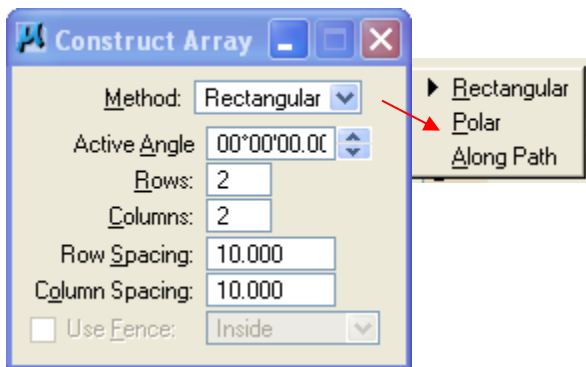 Construct Array
Method: Rectangular
Active Angle 00°00'00.00
Rows: 2
Columns: 2
Row Spacing: 10.000
Column Spacing: 10.000
Use Fence: Inside
Rectangular
Polar
Along Path